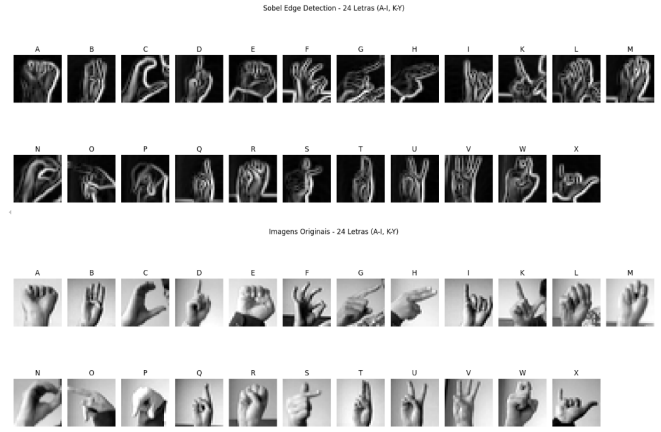 Sobel Edge Detection - 24 Letras (A-I, K-Y)
A B C D E F G H I K L M
N O P Q R S T U V W X
Imagens Originais - 24 Letras (A-I, K-Y)
A B C D E F G H I K L M
N O P Q R S T U V W X